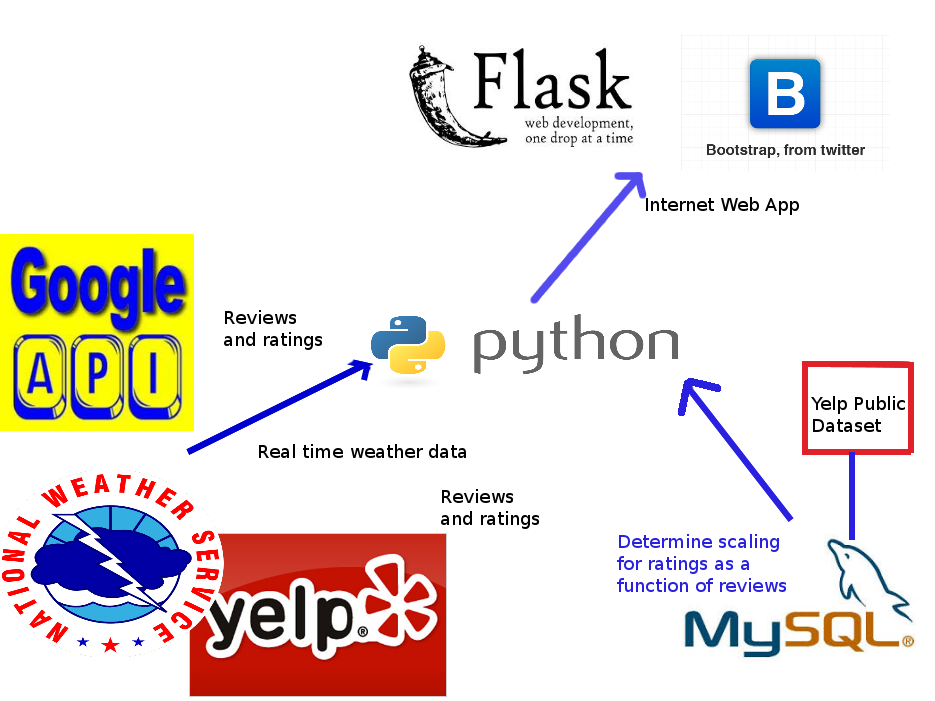 Flask
web development,
one drop at a time
B
Bootstrap, from twitter
Internet Web App
Google
API
Reviews
and ratings
python
Yelp Public
Dataset
Real time weather data
NATIONAL WEATHER SERVICE
Reviews
and ratings
yelp®
Determine scaling
for ratings as a
function of reviews
MySQL®